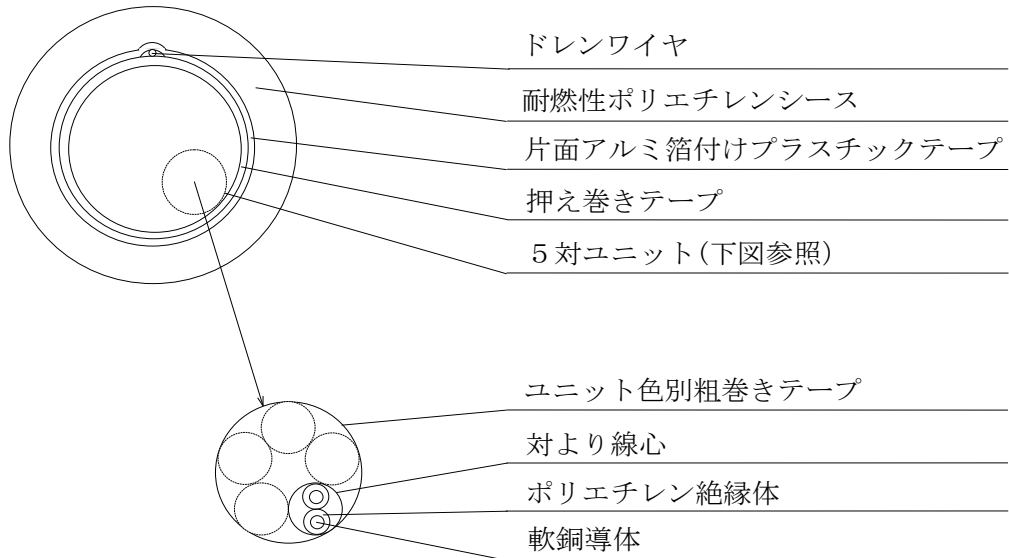 ドレンワイヤ
耐燃性ポリエチレンシース
片面アルミ箔付けプラスチックテープ
押え巻きテープ
５対ユニット(下図参照)
ユニット色別粗巻きテープ
対より線心
ポリエチレン絶縁体
軟銅導体